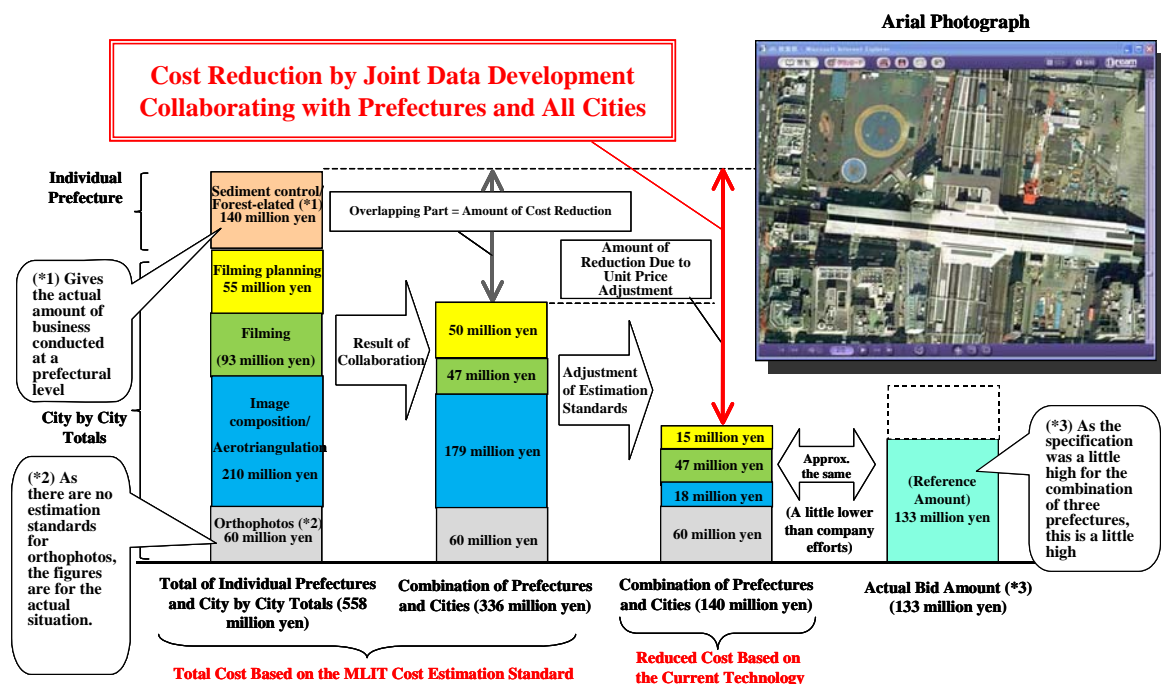 Arial Photograph
Cost Reduction by Joint Data Development
Collaborating with Prefectures and All Cities
Individual
Prefecture
Sediment control/
Forest-elated (*1)
140 million yen
Overlapping Part = Amount of Cost Reduction
Amount of
Reduction Due to
Unit Price
Adjustment
(*1) Gives
the actual
amount of
business
conducted
at a
prefectural
level
Filming planning
55 million yen
Filming
(93 million yen)
Result of
Collaboration
50 million yen
47 million yen
Adjustment
of Estimation
Standards
City by City
Totals
Image
composition/
Aerotriangulation
210 million yen
179 million yen
15 million yen
47 million yen
18 million yen
60 million yen
Approx.
the same
(A little lower
than company
efforts)
(Reference
Amount)
133 million yen
(*3) As the
specification
was a little
high for the
combination
of three
prefectures,
this is a little
high
(*2) As
there are no
estimation
standards
for
orthophotos,
the figures
are for the
actual
situation.
Orthophotos (*2)
60 million yen
60 million yen
Total of Individual Prefectures
and City by City Totals (558
million yen)
Combination of Prefectures
and Cities (336 million yen)
Combination of Prefectures
and Cities (140 million yen)
Actual Bid Amount (*3)
(133 million yen)
Total Cost Based on the MLIT Cost Estimation Standard
Reduced Cost Based on
the Current Technology